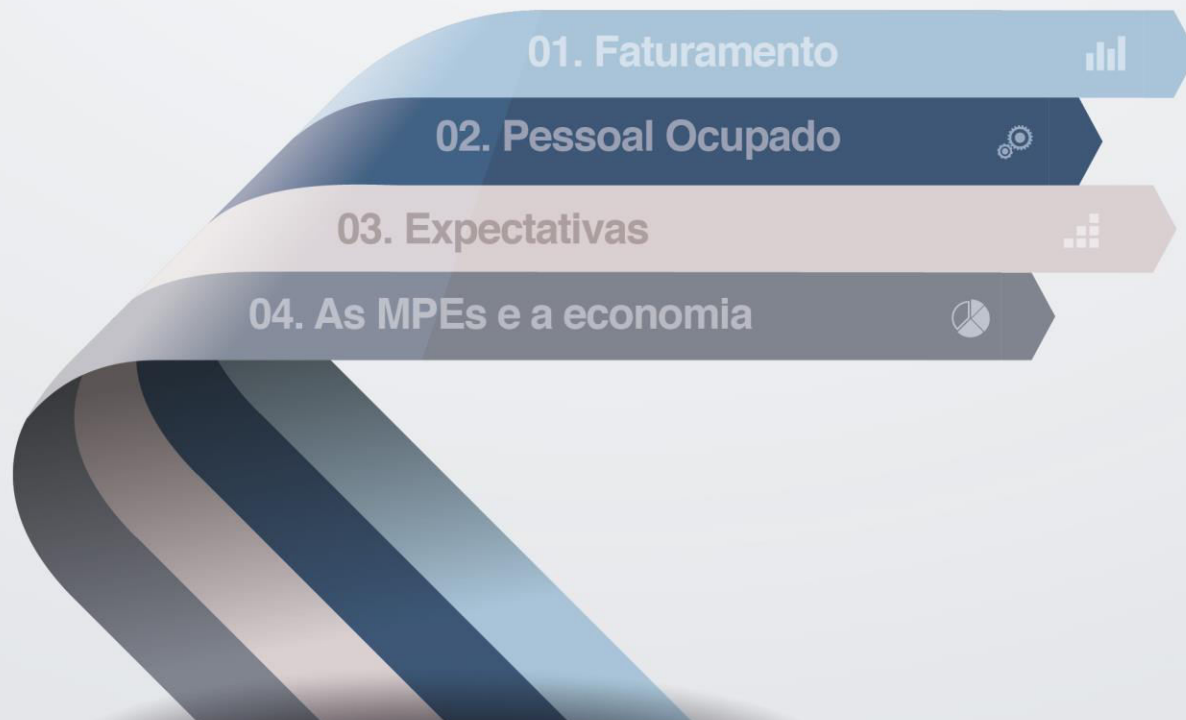 01. Faturamento
02. Pessoal Ocupado
03. Expectativas
04. As MPEs e a economia